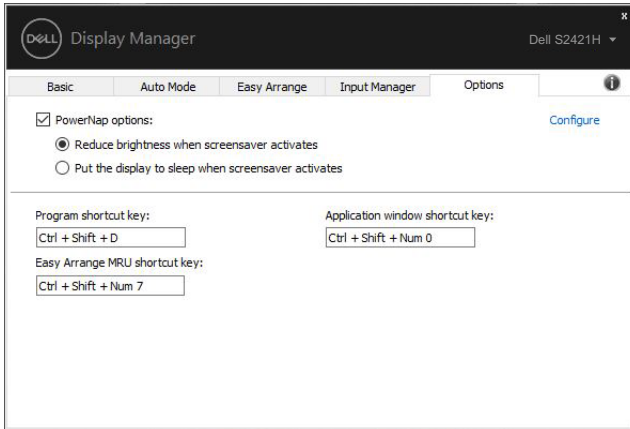 x
DELL Display Manager
Dell S2421H
Basic Auto Mode Easy Arrange Input Manager Options i
PowerNap options: Configure
Reduce brightness when screensaver activates
Put the display to sleep when screensaver activates
Program shortcut key: Application window shortcut key:
Ctrl + Shift + D Ctrl + Shift + Num 0
Easy Arrange MRU shortcut key:
Ctrl + Shift + Num 7